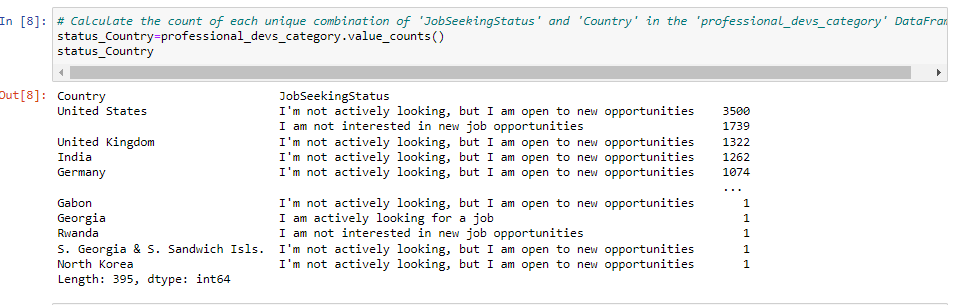 In [8]: # Calculate the count of each unique combination of 'JobSeekingStatus' and 'Country' in the 'professional_devs_category' DataFram
status_Country=professional_devs_category.value_counts()
status_Country
Out[8]: Country JobSeekingStatus
United States I'm not actively looking, but I am open to new opportunities 3500
I am not interested in new job opportunities 1739
United Kingdom I'm not actively looking, but I am open to new opportunities 1322
India I'm not actively looking, but I am open to new opportunities 1262
Germany I'm not actively looking, but I am open to new opportunities 1074
...
Gabon I'm not actively looking, but I am open to new opportunities 1
Georgia I am actively looking for a job 1
Rwanda I am not interested in new job opportunities 1
S. Georgia & S. Sandwich Isls. I'm not actively looking, but I am open to new opportunities 1
North Korea I'm not actively looking, but I am open to new opportunities 1
Length: 395, dtype: int64